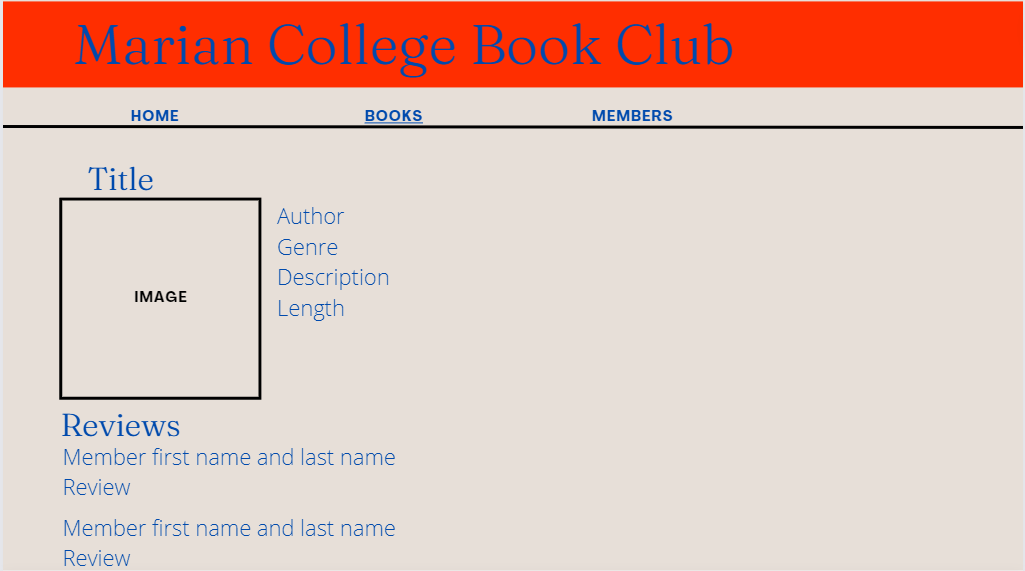 Marian College Book Club
HOME BOOKS MEMBERS
Title
IMAGE
Author
Genre
Description
Length
Reviews
Member first name and last name
Review
Member first name and last name
Review